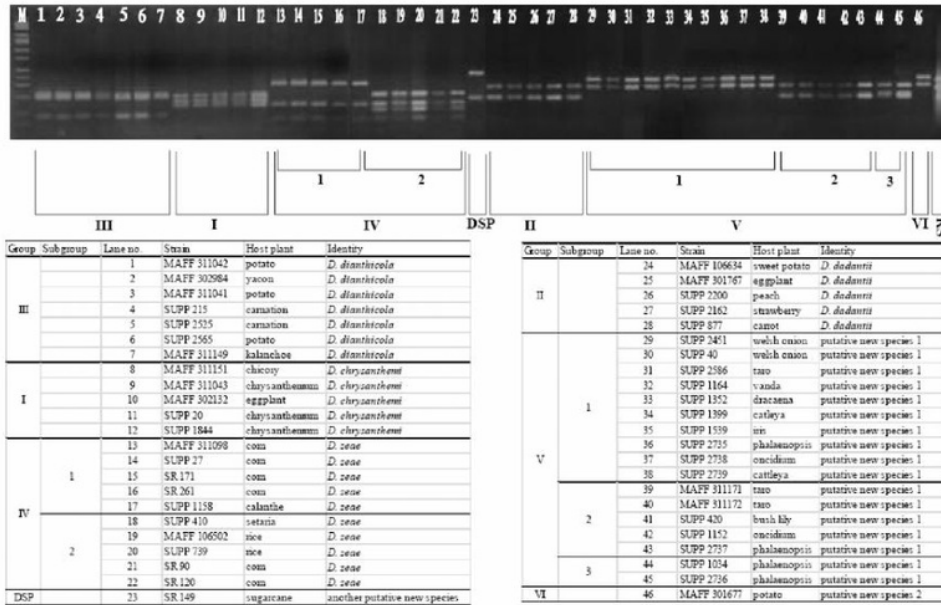 M 1 2 3 4 5 6 7 8 9 10 11 12 13 14 15 16 17 18 19 20 21 22 23 24 25 26 27 28 29 30 31 32 33 34 35 36 37 38 39 40 41 42 43 44 45 46
1 2 1 2 3
III I IV DSP II V VI
Group Subgroup Lane no. Strain Host plant Identity
1 MAFF 311042 potato D. dianthicola
2 MAFF 302984 yacon D. dianthicola
3 MAFF 311041 potato D. dianthicola
III 4 SUPP 215 carnation D. dianthicola
5 SUPP 2525 carnation D. dianthicola
6 SUPP 2565 potato D. dianthicola
7 MAFF 311149 kalanchoe D. dianthicola
8 MAFF 311151 chicory D. chrysanthemi
9 MAFF 311043 chrysanthemum D. chrysanthemi
I 10 MAFF 302132 eggplant D. chrysanthemi
11 SUPP 20 chrysanthemum D. chrysanthemi
12 SUPP 1844 chrysanthemum D. chrysanthemi
13 MAFF 311098 corn D. zeae
14 SUPP 27 corn D. zeae
1 15 SR 171 corn D. zeae
16 SR 261 corn D. zeae
17 SUPP 1158 calanthe D. zeae
IV 18 SUPP 410 setaria D. zeae
19 MAFF 106502 rice D. zeae
2 20 SUPP 739 rice D. zeae
21 SR 90 corn D. zeae
22 SR 120 corn D. zeae
DSP 23 SR 149 sugarcane another putative new species
Group Subgroup Lane no. Strain Host plant Identity
24 MAFF 106634 sweet potato D. dadantii
25 MAFF 301767 eggplant D. dadantii
II 26 SUPP 2200 peach D. dadantii
27 SUPP 2162 strawberry D. dadantii
28 SUPP 877 carrot D. dadantii
29 SUPP 2451 welsh onion putative new species 1
30 SUPP 40 welsh onion putative new species 1
31 SUPP 2586 taro putative new species 1
32 SUPP 1164 vanda putative new species 1
1 33 SUPP 1352 dracaena putative new species 1
34 SUPP 1399 catleya putative new species 1
35 SUPP 1539 iris putative new species 1
36 SUPP 2735 phalaenopsis putative new species 1
V 37 SUPP 2738 oncidium putative new species 1
38 SUPP 2739 cattleya putative new species 1
39 MAFF 311171 taro putative new species 1
40 MAFF 311172 taro putative new species 1
2 41 SUPP 420 bush lily putative new species 1
42 SUPP 1152 oncidium putative new species 1
43 SUPP 2737 phalaenopsis putative new species 1
3 44 SUPP 1034 phalaenopsis putative new species 1
45 SUPP 2736 phalaenopsis putative new species 1
VI 46 MAFF 301677 potato putative new species 2